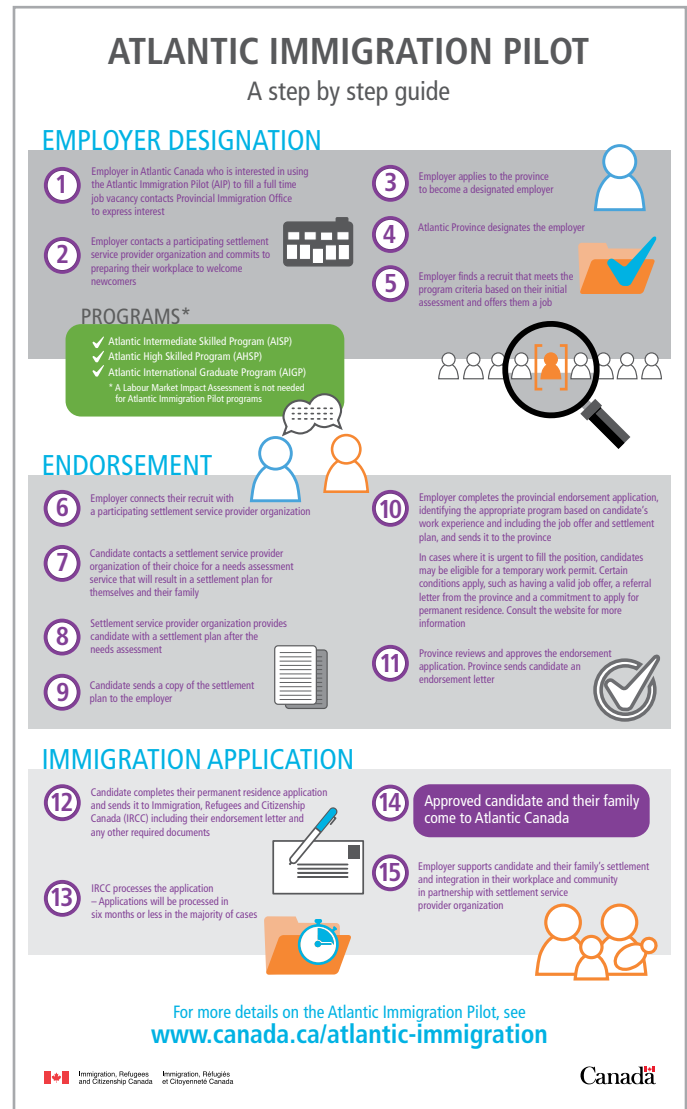 ATLANTIC IMMIGRATION PILOT
A step by step guide
EMPLOYER DESIGNATION
1
Employer in Atlantic Canada who is interested in using
the Atlantic Immigration Pilot (AIP) to fill a full time
job vacancy contacts Provincial Immigration Office
to express interest
2
Employer contacts a participating settlement
service provider organization and commits to
preparing their workplace to welcome
newcomers
3
Employer applies to the province
to become a designated employer
4
Atlantic Province designates the employer
5
Employer finds a recruit that meets the
program criteria based on their initial
assessment and offers them a job
PROGRAMS*
Atlantic Intermediate Skilled Program (AISP)
Atlantic High Skilled Program (AHSP)
Atlantic International Graduate Program (AIGP)
* A Labour Market Impact Assessment is not needed
for Atlantic Immigration Pilot programs
ENDORSEMENT
6
Employer connects their recruit with
a participating settlement service provider organization
7
Candidate contacts a settlement service provider
organization of their choice for a needs assessment
service that will result in a settlement plan for
themselves and their family
8
Settlement service provider organization provides
candidate with a settlement plan after the
needs assessment
9
Candidate sends a copy of the settlement
plan to the employer
10
Employer completes the provincial endorsement application,
identifying the appropriate program based on candidate's
work experience and including the job offer and settlement
plan, and sends it to the province
In cases where it is urgent to fill the position, candidates
may be eligible for a temporary work permit. Certain
conditions apply, such as having a valid job offer, a referral
letter from the province and a commitment to apply for
permanent residence. Consult the website for more
information
11
Province reviews and approves the endorsement
application. Province sends candidate an
endorsement letter
IMMIGRATION APPLICATION
12
Candidate completes their permanent residence application
and sends it to Immigration, Refugees and Citizenship
Canada (IRCC) including their endorsement letter and
any other required documents
13
IRCC processes the application
– Applications will be processed in
six months or less in the majority of cases
14
Approved candidate and their family
come to Atlantic Canada
15
Employer supports candidate and their family's settlement
and integration in their workplace and community
in partnership with settlement service
provider organization
For more details on the Atlantic Immigration Pilot, see
www.canada.ca/atlantic-immigration
Immigration, Refugees
and Citizenship Canada
Immigration, Réfugiés
et Citoyenneté Canada
Canada